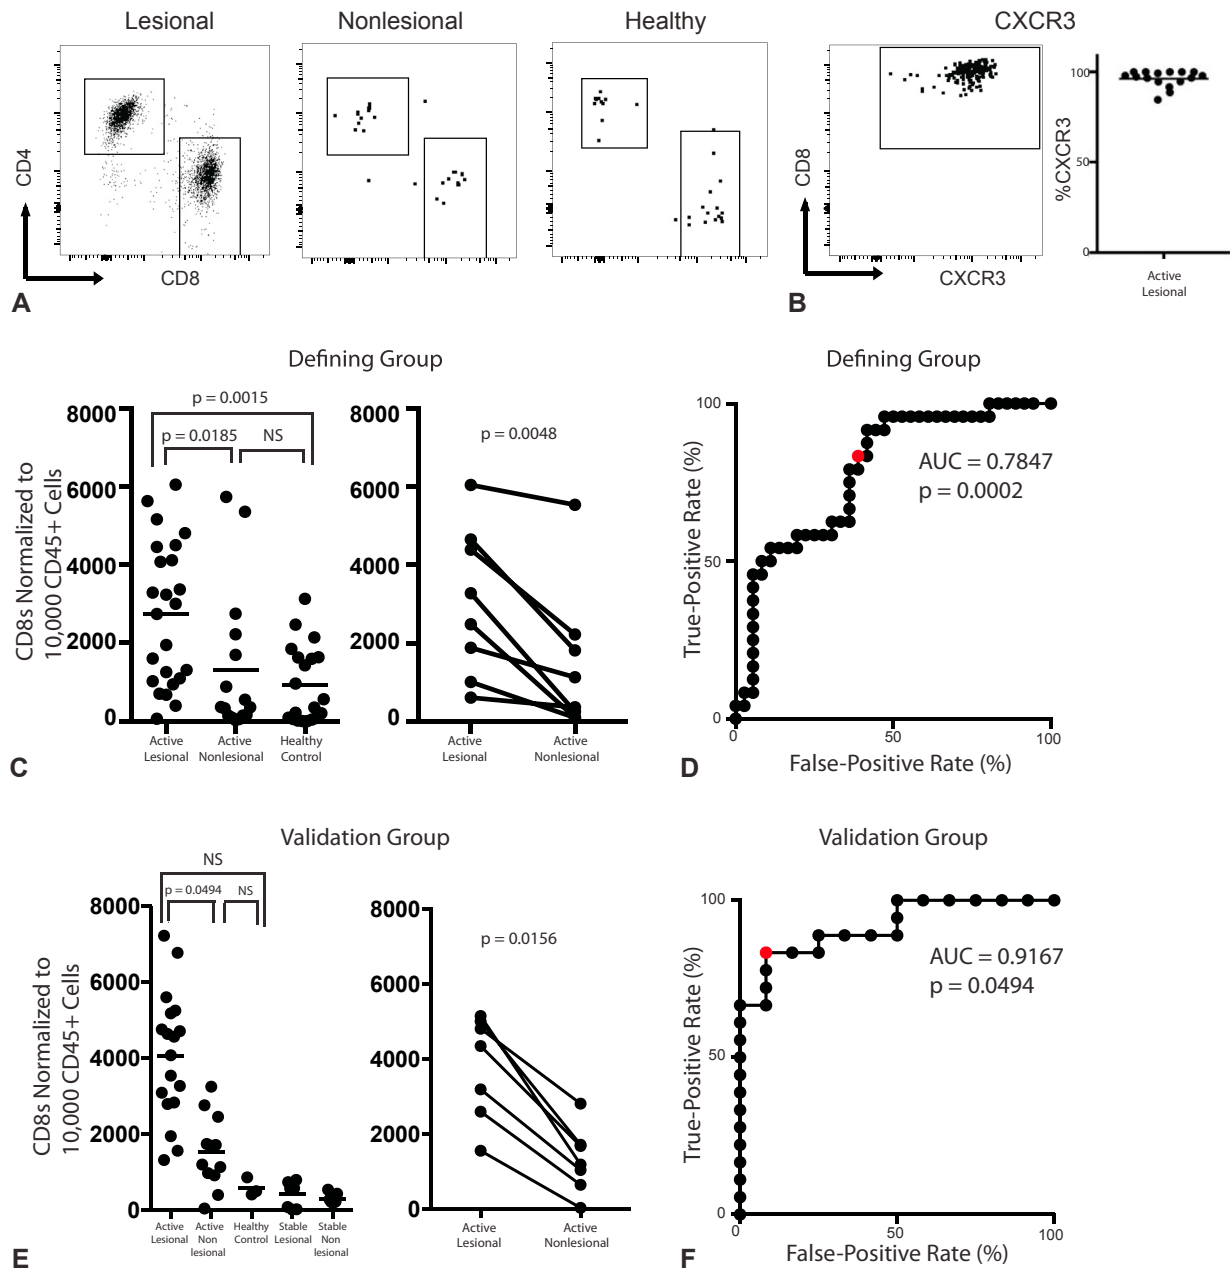 Lesional
Nonlesional
Healthy
CXCR3
CD4
CD8
CD8
CXCR3
%CXCR3
100
50
0
Active
Lesional
A
B
Defining Group
Defining Group
p = 0.0015
p = 0.0185
NS
CD8s Normalized to
10,000 CD45+ Cells
8000
6000
4000
2000
0
Active
Lesional
Active
Nonlesional
Healthy
Control
8000
6000
4000
2000
0
p = 0.0048
Active
Lesional
Active
Nonlesional
C
True-Positive Rate (%)
100
50
0
AUC = 0.7847
p = 0.0002
0
50
100
False-Positive Rate (%)
D
Validation Group
Validation Group
NS
p = 0.0494
NS
CD8s Normalized to
10,000 CD45+ Cells
8000
6000
4000
2000
0
Active
Lesional
Active
Non
lesional
Healthy
Control
Stable
Lesional
Stable
Non
lesional
8000
6000
4000
2000
0
p = 0.0156
Active
Lesional
Active
Nonlesional
E
True-Positive Rate (%)
100
50
0
AUC = 0.9167
p = 0.0494
0
50
100
False-Positive Rate (%)
F